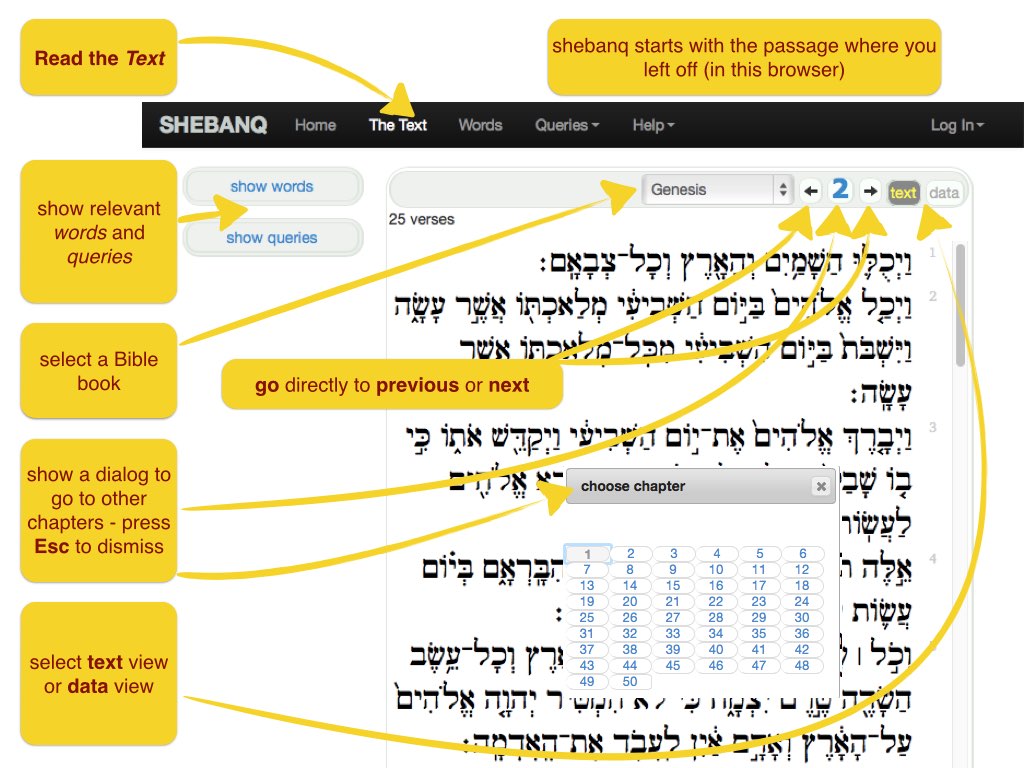 Read the Text
shebanq starts with the passage where you
left off (in this browser)
SHEBANQ Home The Text Words Queries Help Log In
show relevant
words and
queries
show words
show queries
Genesis
2
text
data
25 verses
1
וַיְכֻלּ֛וּ הַשָּׁמַ֥יִם וְהָאָ֖רֶץ וְכָל־צְבָאָֽם׃
2
וַיְכַ֤ל אֱלֹהִים֙ בַּיֹּ֣ום הַשְּׁבִיעִ֔י מְלַאכְתֹּ֖ו אֲשֶׁ֣ר עָשָׂ֑ה
וַיִּשְׁבֹּת֙ בַּיֹּ֣ום הַשְּׁבִיעִ֔י מִכָּל־מְלַאכְתֹּ֖ו אֲשֶׁ֥ר
עָשָֽׂה׃
3
וַיְבָ֤רֶךְ אֱלֹהִים֙ אֶת־יֹ֣ום הַשְּׁבִיעִ֔י וַיְקַדֵּ֖שׁ אֹתֹ֑ו כִּ֣י
בֹ֤ו אֱלֹהִ֖ים
לַעֲשֹֽׂות
4
אֵ֣לֶּה בְּהִבָּֽרְאָ֑ם בְּיֹ֗ום
עֲשֹׂ֛ות
5
וְכֹ֣ל ׀ וְכָל־עֵ֥שֶׂב
הַשָּׂדֶ֖ה יְהוָ֤ה אֱלֹהִים֙
עַל־הָאָ֔רֶץ וְאָדָ֣ם אַ֔יִן לַֽעֲבֹ֖ד אֶת־הָֽאֲדָמָֽה׃
select a Bible
book
go directly to previous or next
show a dialog to
go to other
chapters - press
Esc to dismiss
choose chapter
1 2 3 4 5 6
7 8 9 10 11 12
13 14 15 16 17 18
19 20 21 22 23 24
25 26 27 28 29 30
31 32 33 34 35 36
37 38 39 40 41 42
43 44 45 46 47 48
49 50
select text view
or data view